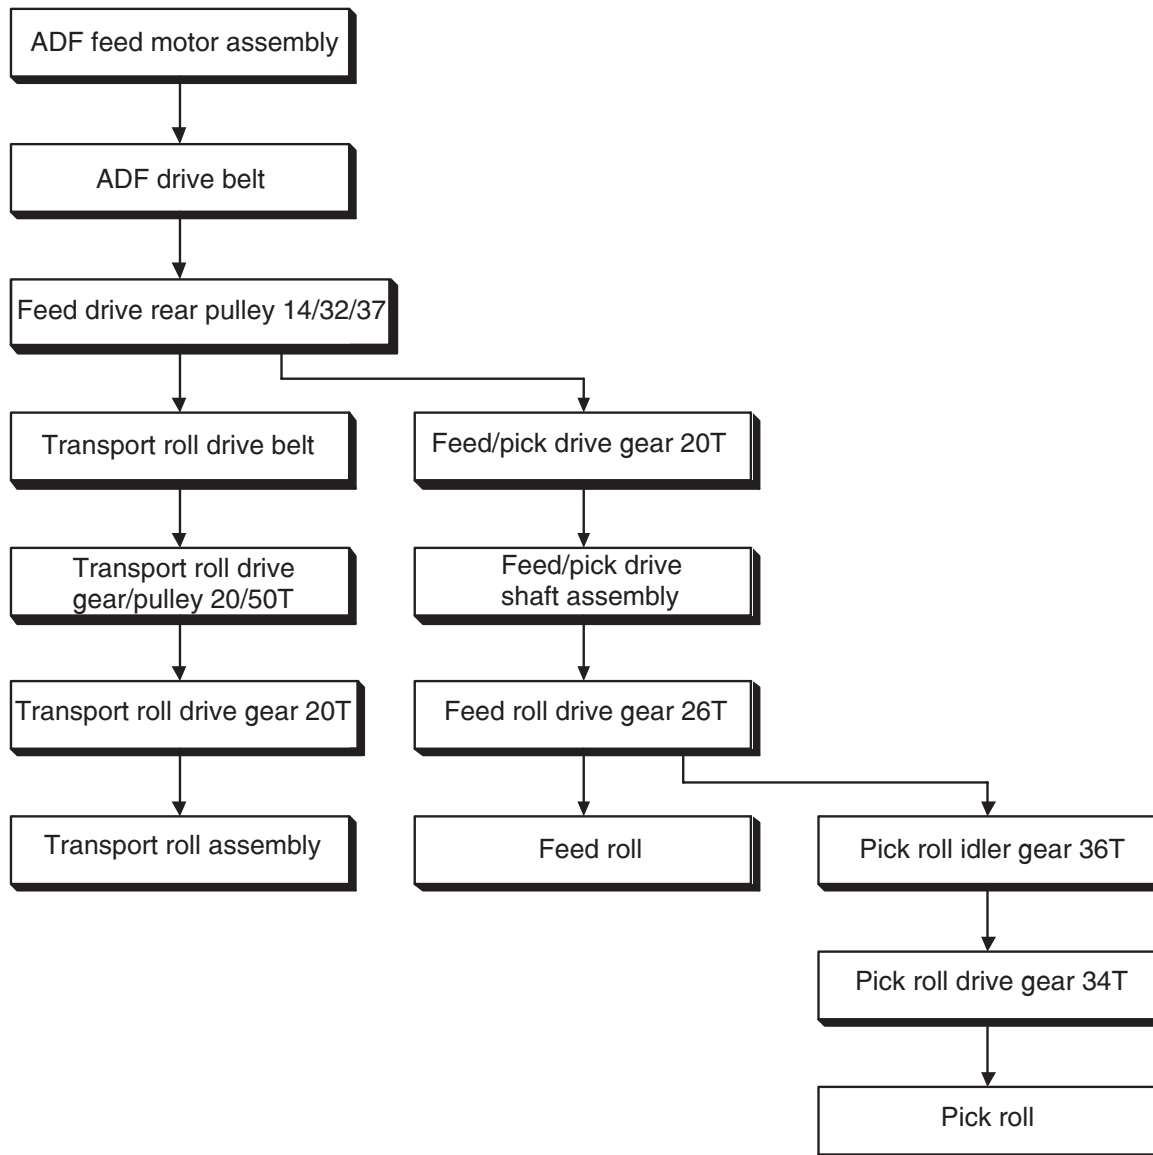 ADF feed motor assembly
ADF drive belt
Feed drive rear pulley 14/32/37
Transport roll drive belt
Feed/pick drive gear 20T
Transport roll drive
gear/pulley 20/50T
Feed/pick drive
shaft assembly
Transport roll drive gear 20T
Feed roll drive gear 26T
Transport roll assembly
Feed roll
Pick roll idler gear 36T
Pick roll drive gear 34T
Pick roll